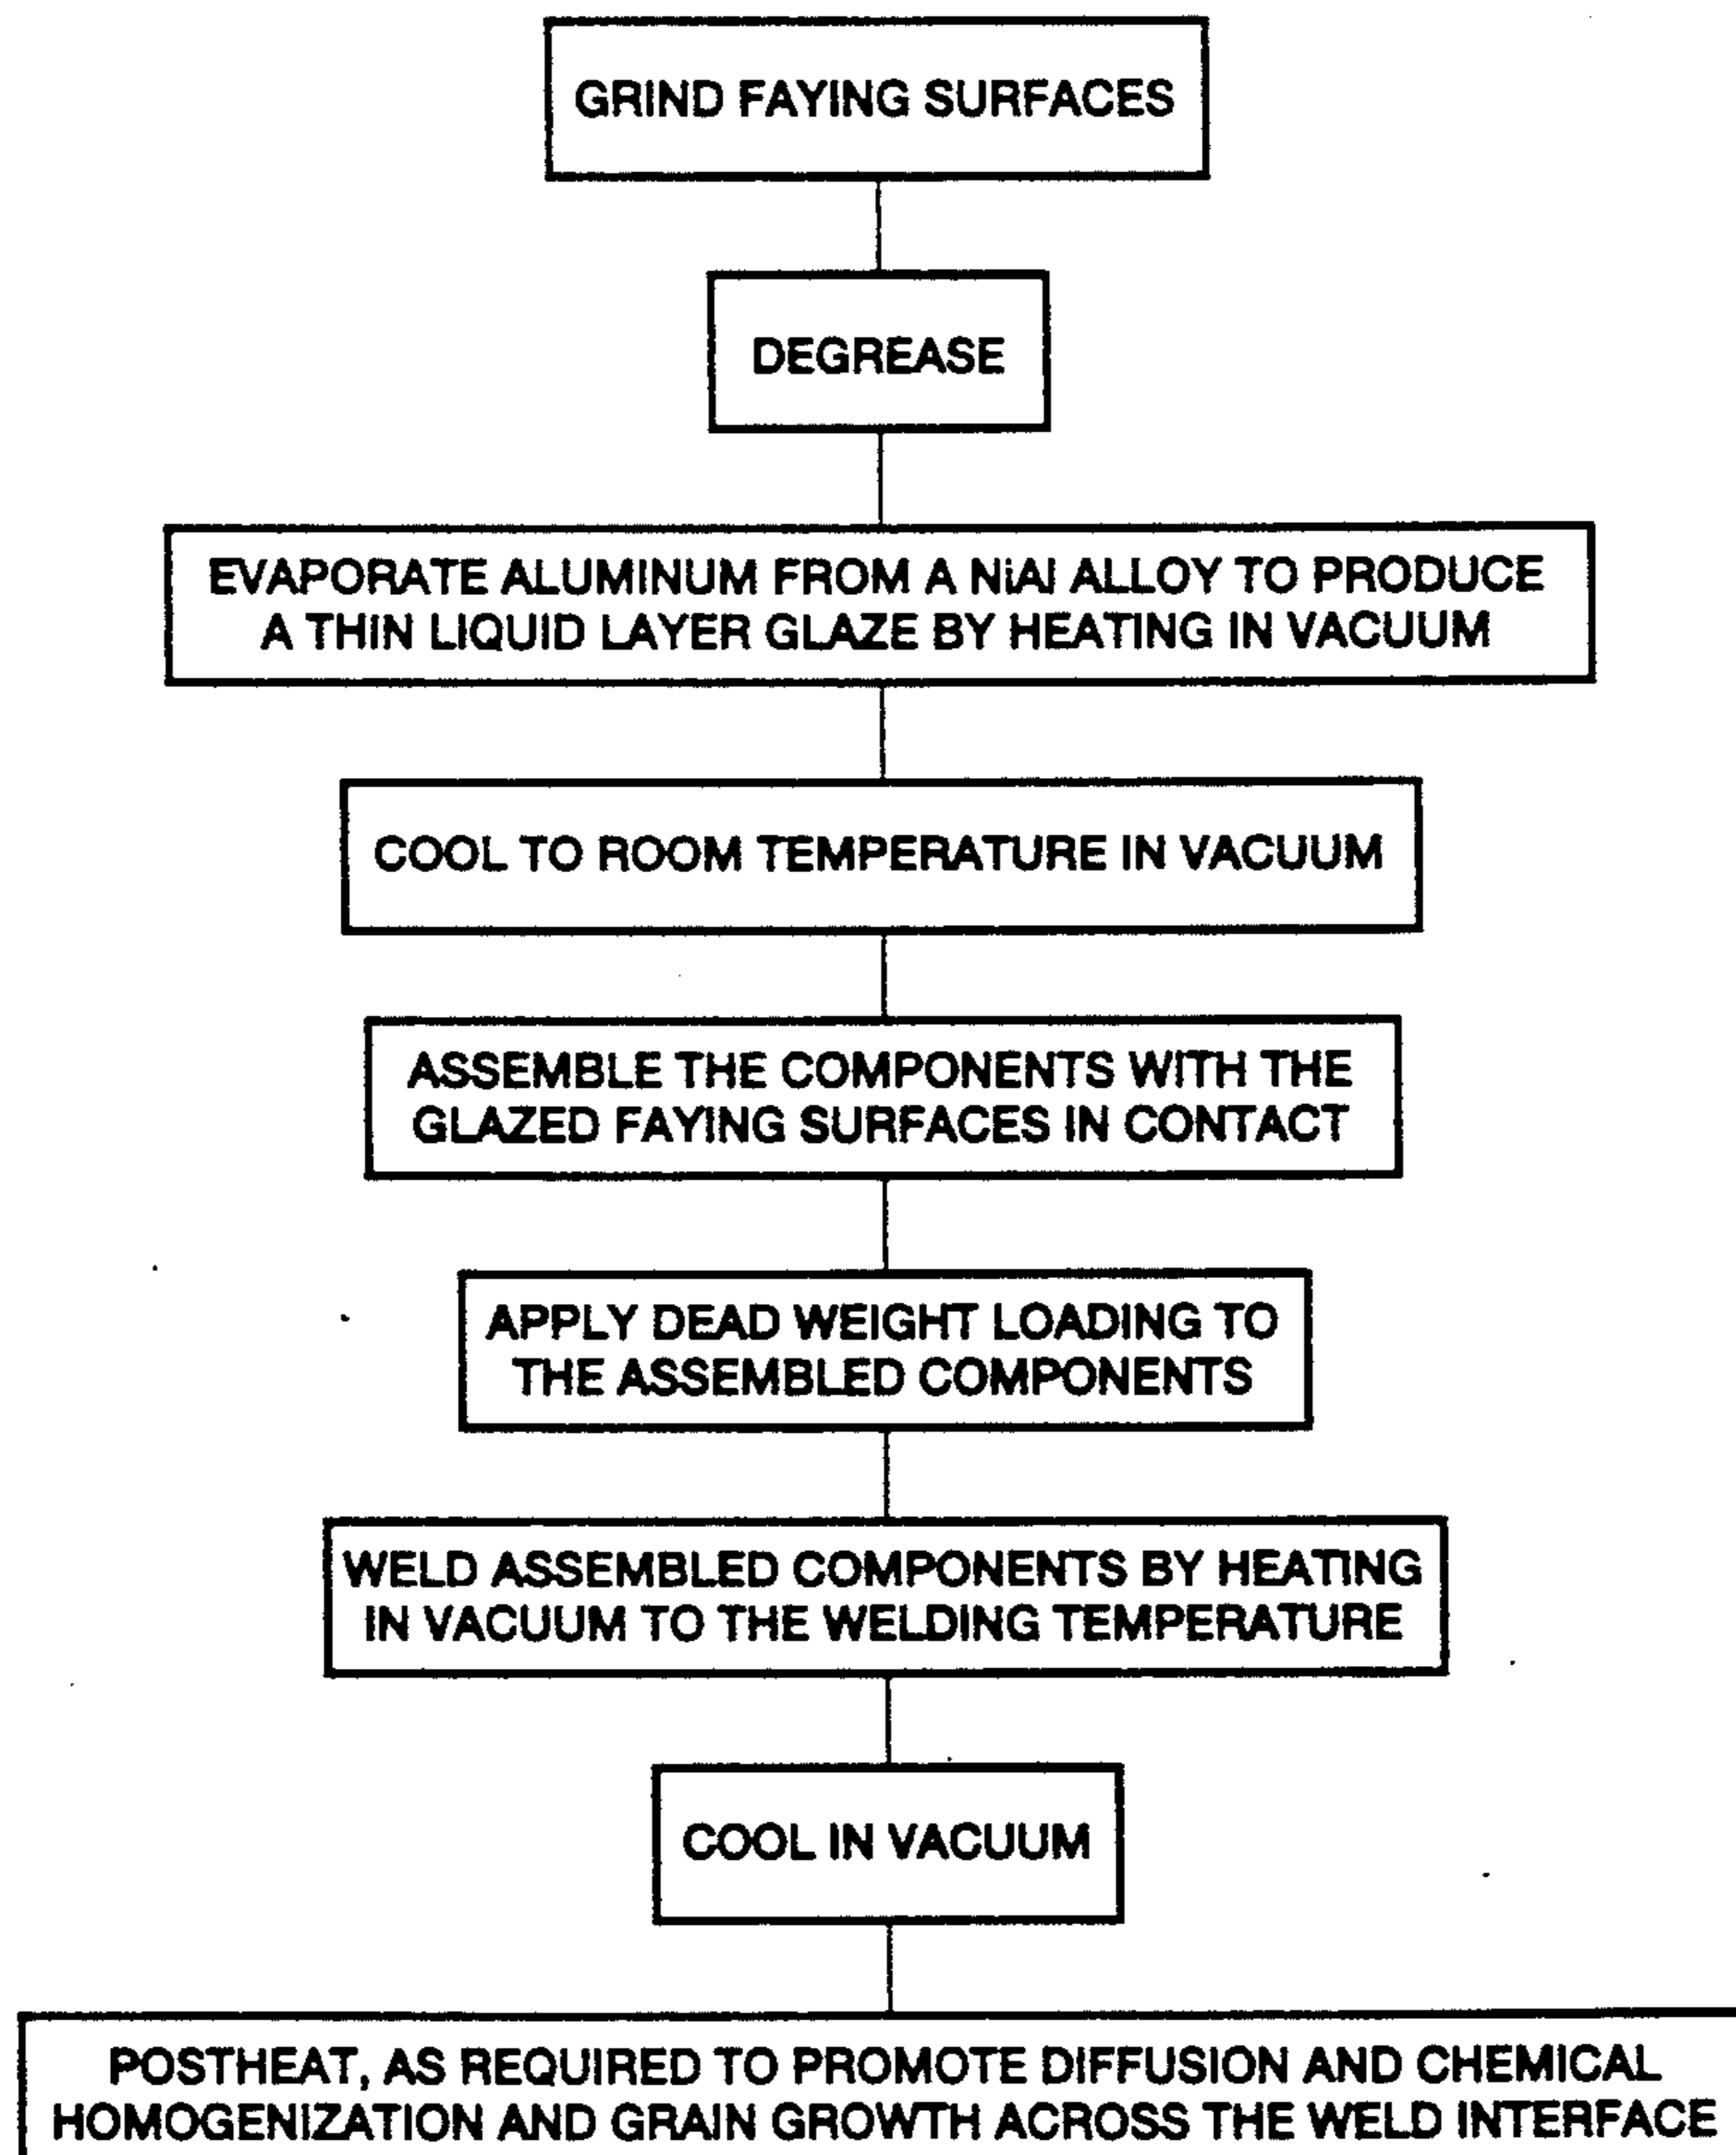 GRIND FAYING SURFACES
DEGREASE
EVAPORATE ALUMINUM FROM A NiAl ALLOY TO PRODUCE
A THIN LIQUID LAYER GLAZE BY HEATING IN VACUUM
COOL TO ROOM TEMPERATURE IN VACUUM
ASSEMBLE THE COMPONENTS WITH THE
GLAZED FAYING SURFACES IN CONTACT
APPLY DEAD WEIGHT LOADING TO
THE ASSEMBLED COMPONENTS
WELD ASSEMBLED COMPONENTS BY HEATING
IN VACUUM TO THE WELDING TEMPERATURE
COOL IN VACUUM
POSTHEAT, AS REQUIRED TO PROMOTE DIFFUSION AND CHEMICAL
HOMOGENIZATION AND GRAIN GROWTH ACROSS THE WELD INTERFACE